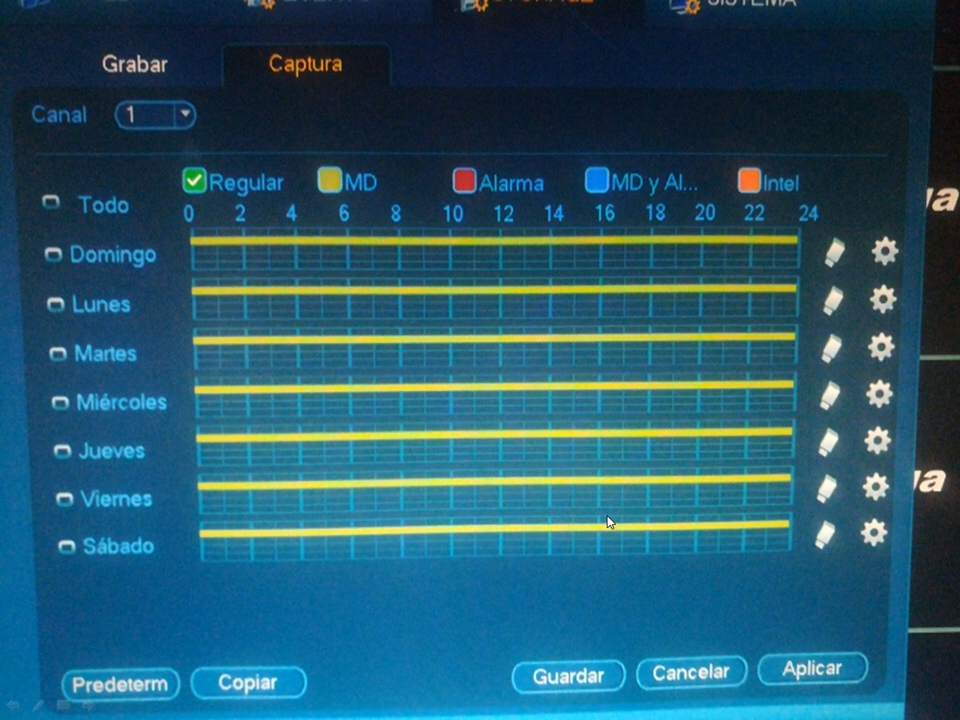 SISTEMA
Grabar Captura
Canal 1
Regular MD Alarma MD y Al... Intel
Todo
0 2 4 6 8 10 12 14 16 18 20 22 24
Domingo
Lunes
Martes
Miércoles
Jueves
Viernes
Sábado
Predeterm Copiar Guardar Cancelar Aplicar